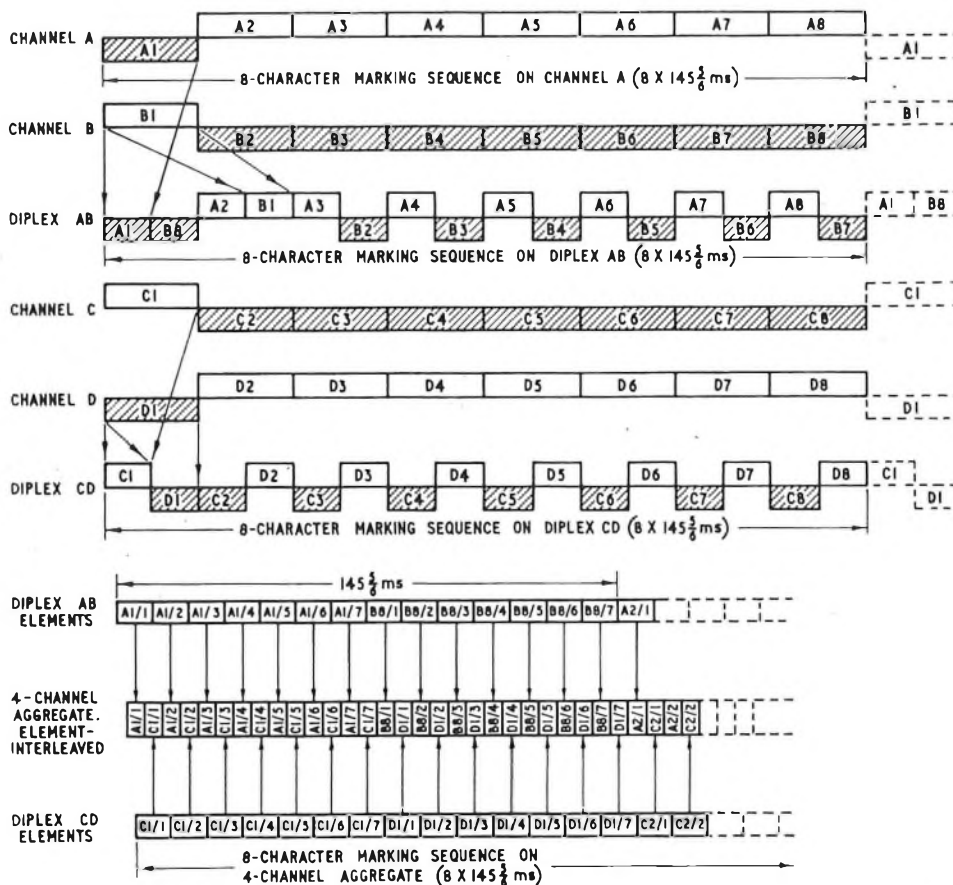 CHANNEL A
A1 A2 A3 A4 A5 A6 A7 A8 A1
8-CHARACTER MARKING SEQUENCE ON CHANNEL A (8 X 145 5/6 ms)
CHANNEL B
B1 B2 B3 B4 B5 B6 B7 B8 B1
DIPLEX AB
A1 B8 A2 B1 A3 B2 A4 B3 A5 B4 A6 B5 A7 B6 A8 B7 A1 B8
8-CHARACTER MARKING SEQUENCE ON DIPLEX AB (8 X 145 5/6 ms)
CHANNEL C
C1 C2 C3 C4 C5 C6 C7 C8 C1
CHANNEL D
D1 D2 D3 D4 D5 D6 D7 D8 D1
DIPLEX CD
C1 D1 C2 D2 C3 D3 C4 D4 C5 D5 C6 D6 C7 D7 C8 D8 C1 D1
8-CHARACTER MARKING SEQUENCE ON DIPLEX CD (8 X 145 5/6 ms)
145 5/6 ms
DIPLEX AB
ELEMENTS
A1/1 A1/2 A1/3 A1/4 A1/5 A1/6 A1/7 B8/1 B8/2 B8/3 B8/4 B8/5 B8/6 B8/7 A2/1
4-CHANNEL
AGGREGATE.
ELEMENT-
INTERLEAVED
A1/1 C1/1 A1/2 C1/2 A1/3 C1/3 A1/4 C1/4 A1/5 C1/5 A1/6 C1/6 A1/7 C1/7 B8/1 D1/1 B8/2 D1/2 B8/3 D1/3 B8/4 D1/4 B8/5 D1/5 B8/6 D1/6 B8/7 D1/7 A2/1 C2/1 A2/2 C2/2
DIPLEX CD
ELEMENTS
C1/1 C1/2 C1/3 C1/4 C1/5 C1/6 C1/7 D1/1 D1/2 D1/3 D1/4 D1/5 D1/6 D1/7 C2/1 C2/2
8-CHARACTER MARKING SEQUENCE ON
4-CHANNEL AGGREGATE (8 X 145 5/6 ms)